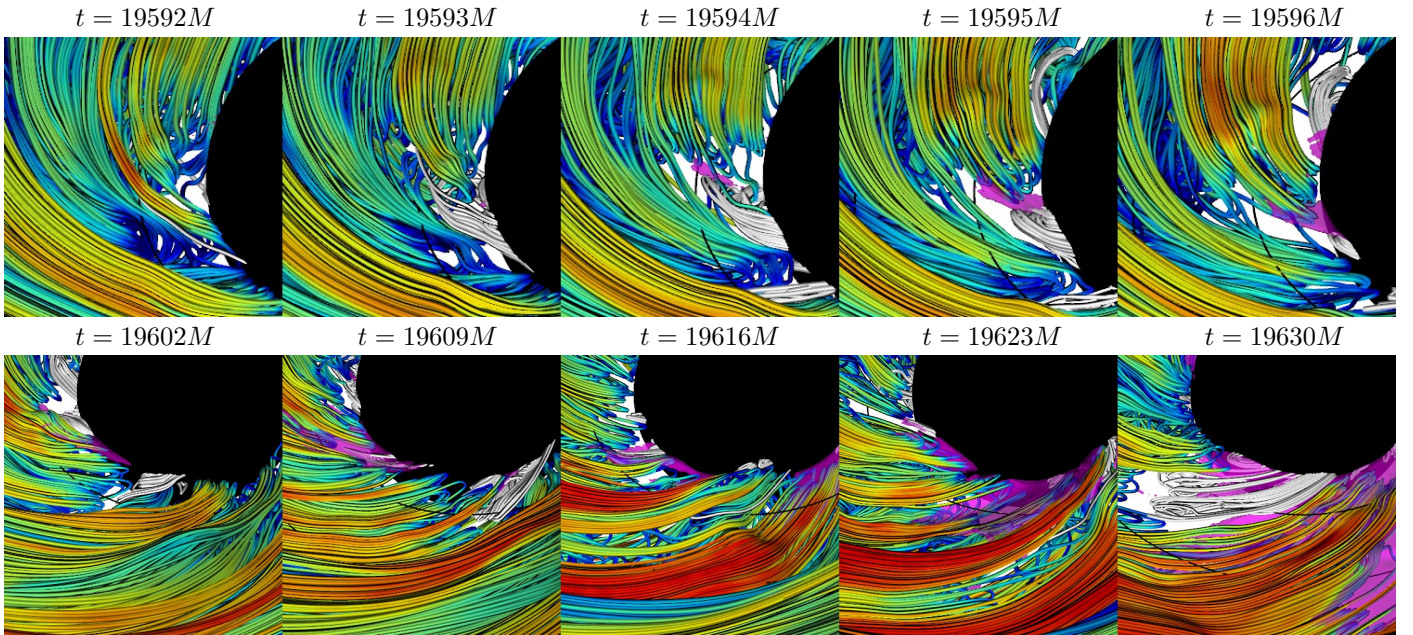 t = 19592M t = 19593M t = 19594M t = 19595M t = 19596M
t = 19602M t = 19609M t = 19616M t = 19623M t = 19630M